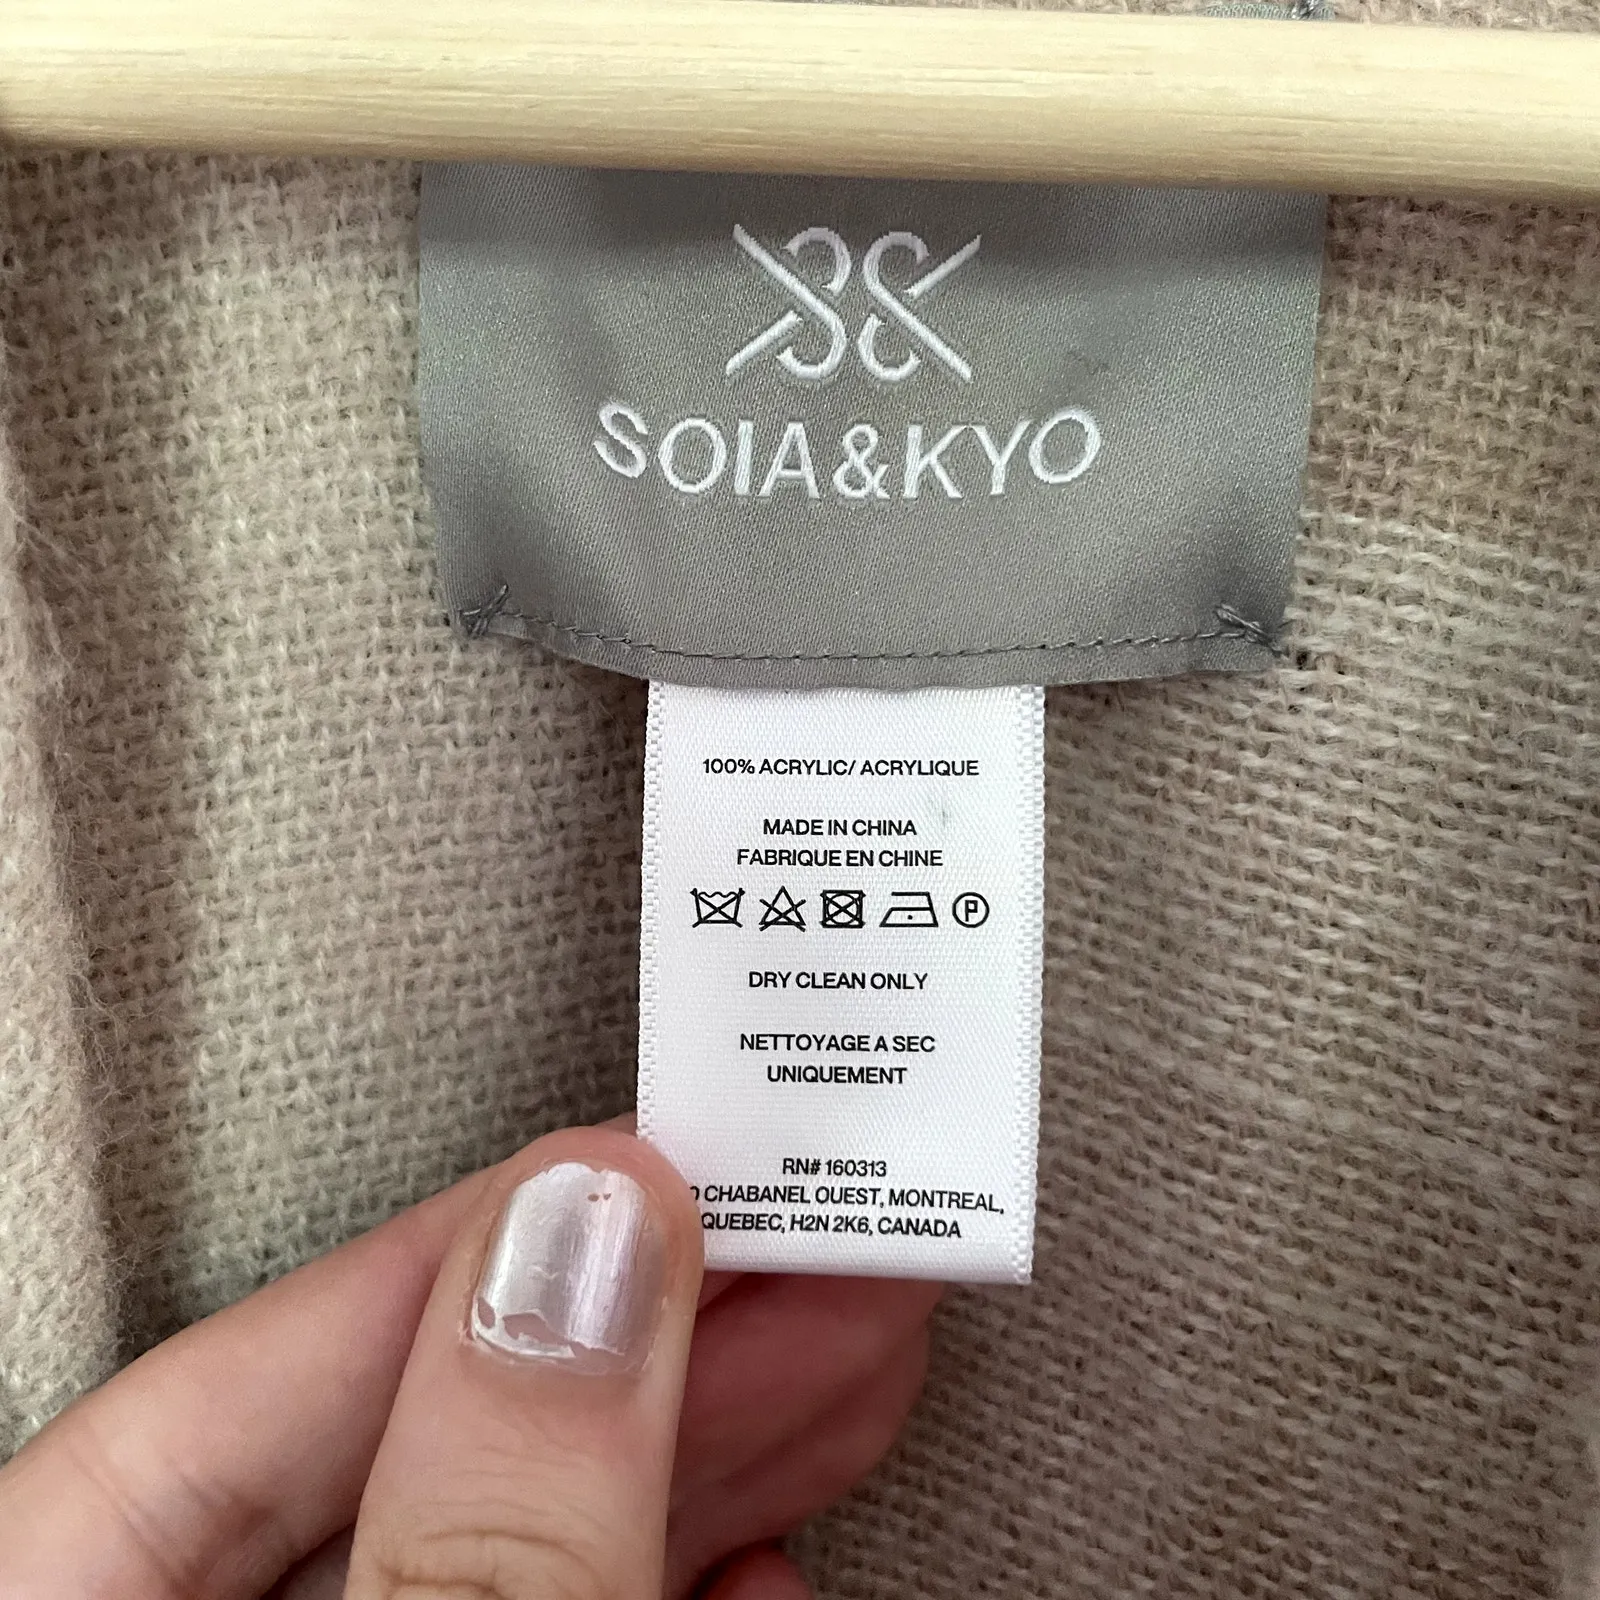 SOIA&KYO
100% ACRYLIC/ ACRYLIQUE
MADE IN CHINA
FABRIQUE EN CHINE
P
DRY CLEAN ONLY
NETTOYAGE A SEC
UNIQUEMENT
RN# 160313
CHABANEL OUEST, MONTREAL,
QUEBEC, H2N 2K6, CANADA